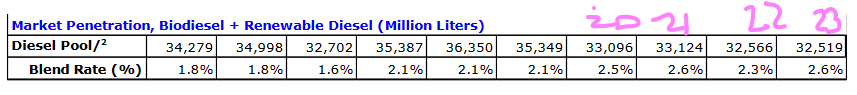 20 21 22 23
Market Penetration, Biodiesel + Renewable Diesel (Million Liters)
Diesel Pool/2 34,279 34,998 32,702 35,387 36,350 35,349 33,096 33,124 32,566 32,519
Blend Rate (%) 1.8% 1.8% 1.6% 2.1% 2.1% 2.1% 2.5% 2.6% 2.3% 2.6%